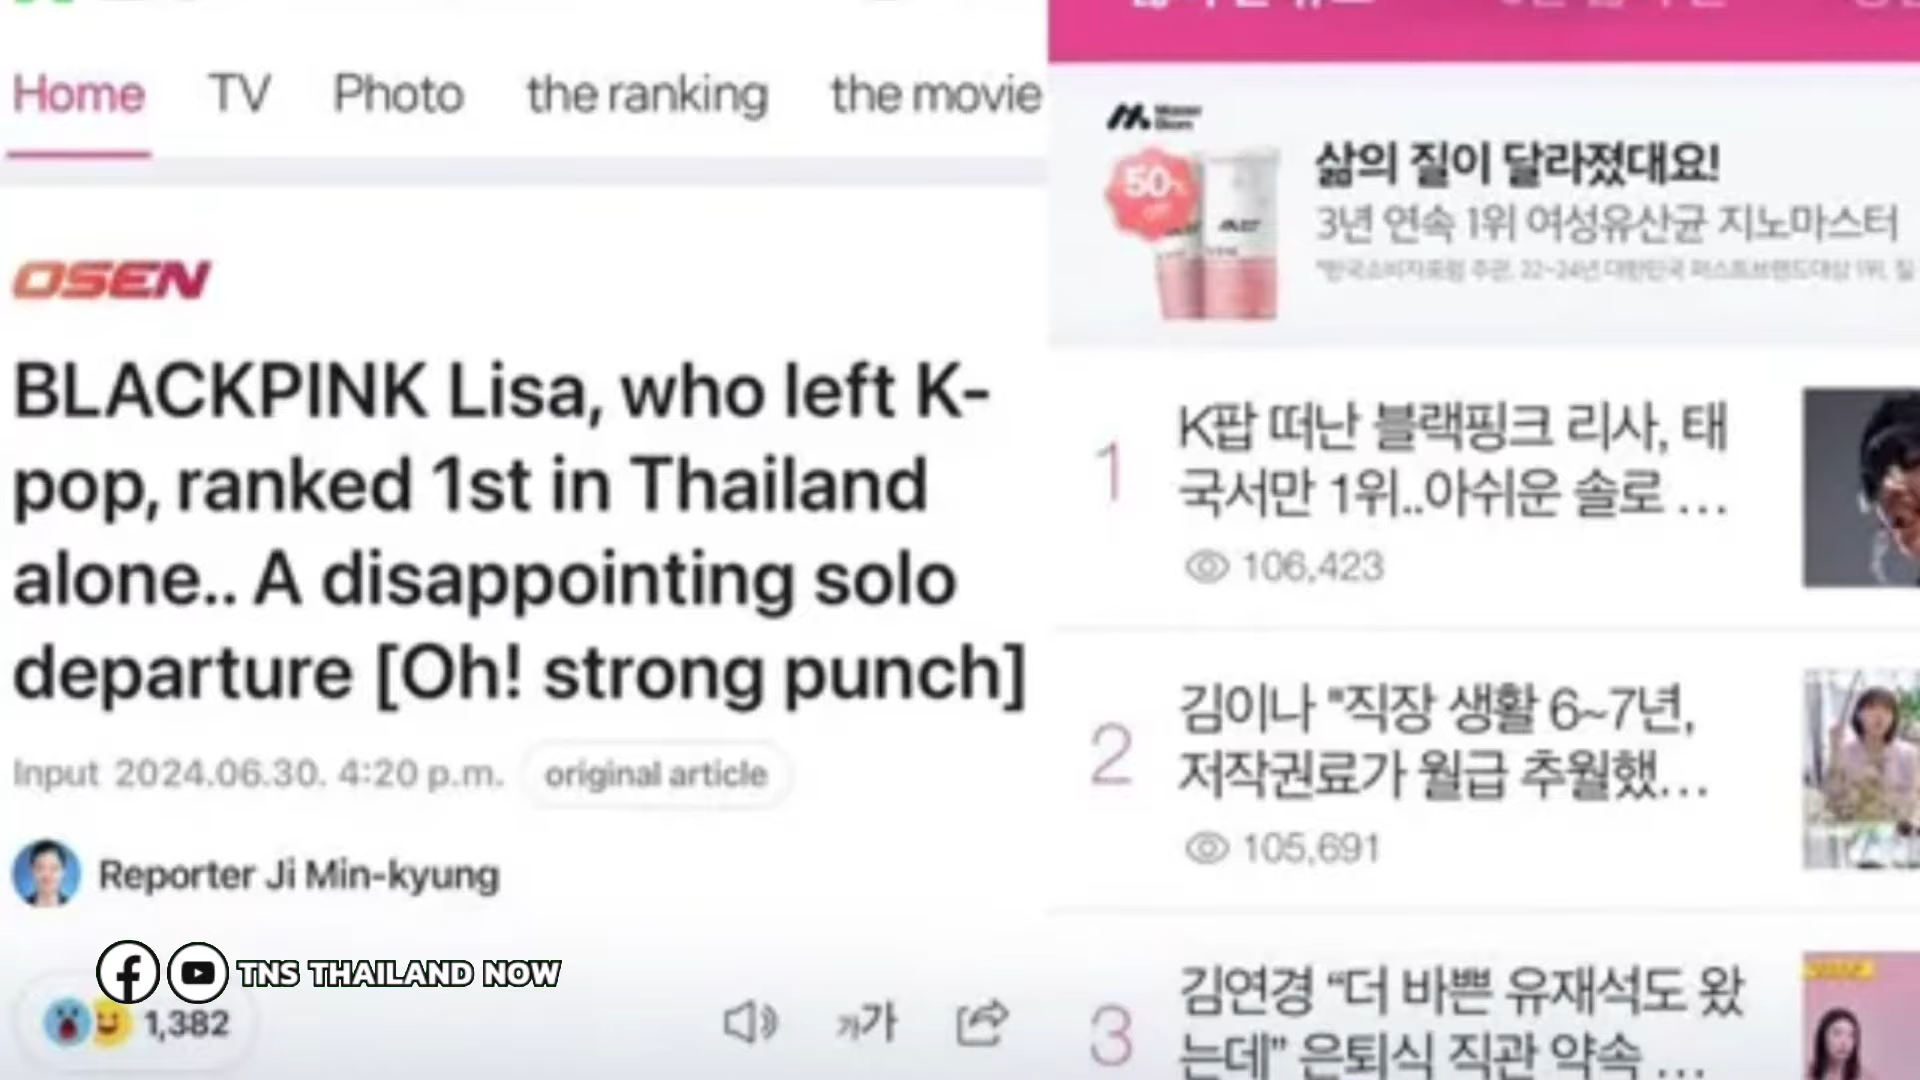 Home TV Photo the ranking the movie
OSEN
BLACKPINK Lisa, who left K-
pop, ranked 1st in Thailand
alone.. A disappointing solo
departure [Oh! strong punch]
Input 2024.06.30. 4:20 p.m. original article
Reporter Ji Min-kyung
TNS THAILAND NOW
1,382
가가
50%
삶의 질이 달라졌대요!
3년 연속 1위 여성유산균 지노마스터
1
K팝 떠난 블랙핑크 리사, 태
국서만 1위..아쉬운 솔로 ...
106,423
2
김이나 "직장 생활 6~7년,
저작권료가 월급 추월했...
105,691
3
김연경 “더 바쁜 유재석도 왔
는데” 은퇴식 직관 약속 ...